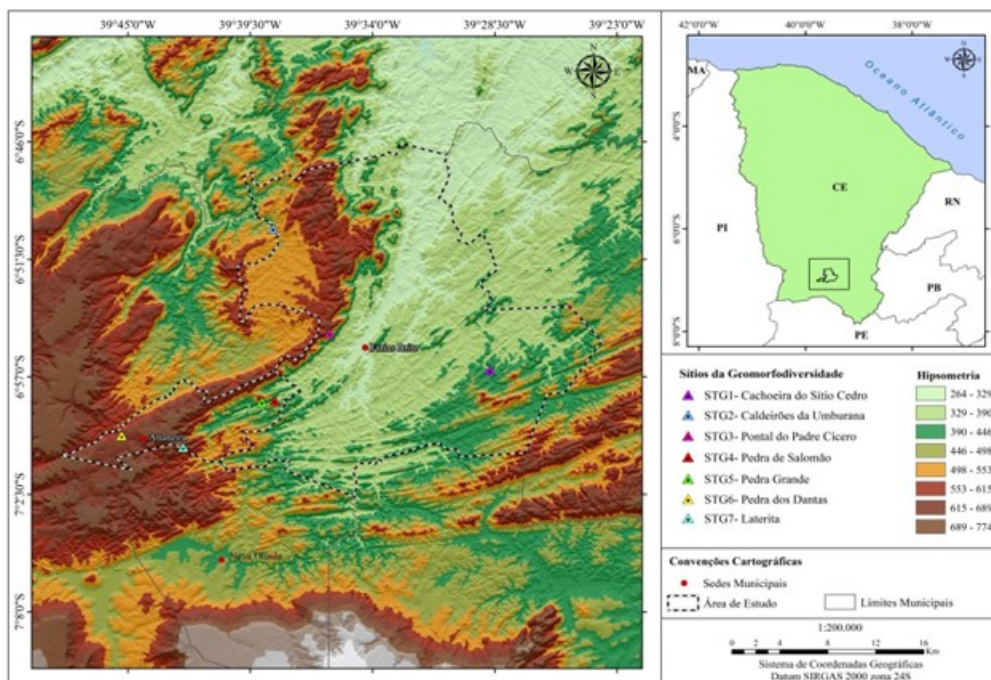 39°45'0"W 39°39'30"W 39°34'0"W 39°28'30"W 39°23'0"W
6°46'0"S
6°51'30"S
6°57'0"S
7°2'30"S
7°8'0"S
N
W E
S
Farias Brito
Altaneira
Nova Olinda
42°0'0"W 40°0'0"W 38°0'0"W
4°0'0"S
6°0'0"S
8°0'0"S
N
W E
S
MA
Oceano Atlântico
CE
RN
PI
PB
PE
Sítios da Geomorfodiversidade
STG1- Cachoeira do Sítio Cedro
STG2- Caldeirões da Umburana
STG3- Pontal do Padre Cícero
STG4- Pedra de Salomão
STG5- Pedra Grande
STG6- Pedra dos Dantas
STG7- Laterita
Hipsometria
264 - 329
329 - 390
390 - 446
446 - 498
498 - 553
553 - 615
615 - 689
689 - 774
Convenções Cartográficas
Sedes Municipais
Área de Estudo Limites Municipais
1:200.000
0 2 4 8 12 16
Km
Sistema de Coordenadas Geográficas
Datum SIRGAS 2000 zona 24S